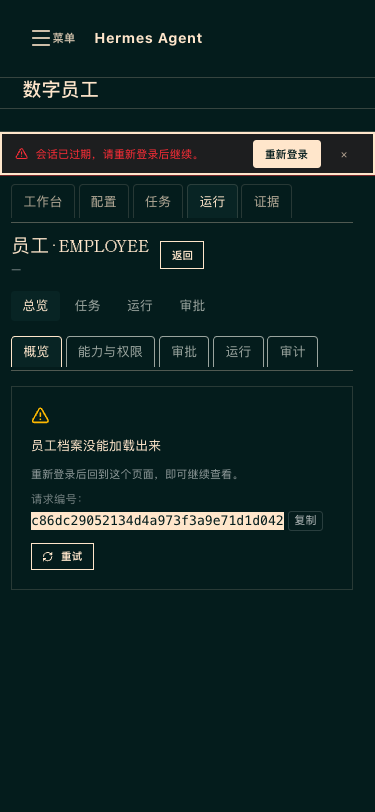 菜单 Hermes Agent
数字员工
会话已过期，请重新登录后继续。 重新登录 ×
工作台 配置 任务 运行 证据
员工·EMPLOYEE 返回
—
总览 任务 运行 审批
概览 能力与权限 审批 运行 审计
员工档案没能加载出来
重新登录后回到这个页面，即可继续查看。
请求编号：
c86dc29052134d4a973f3a9e71d1d042 复制
重试